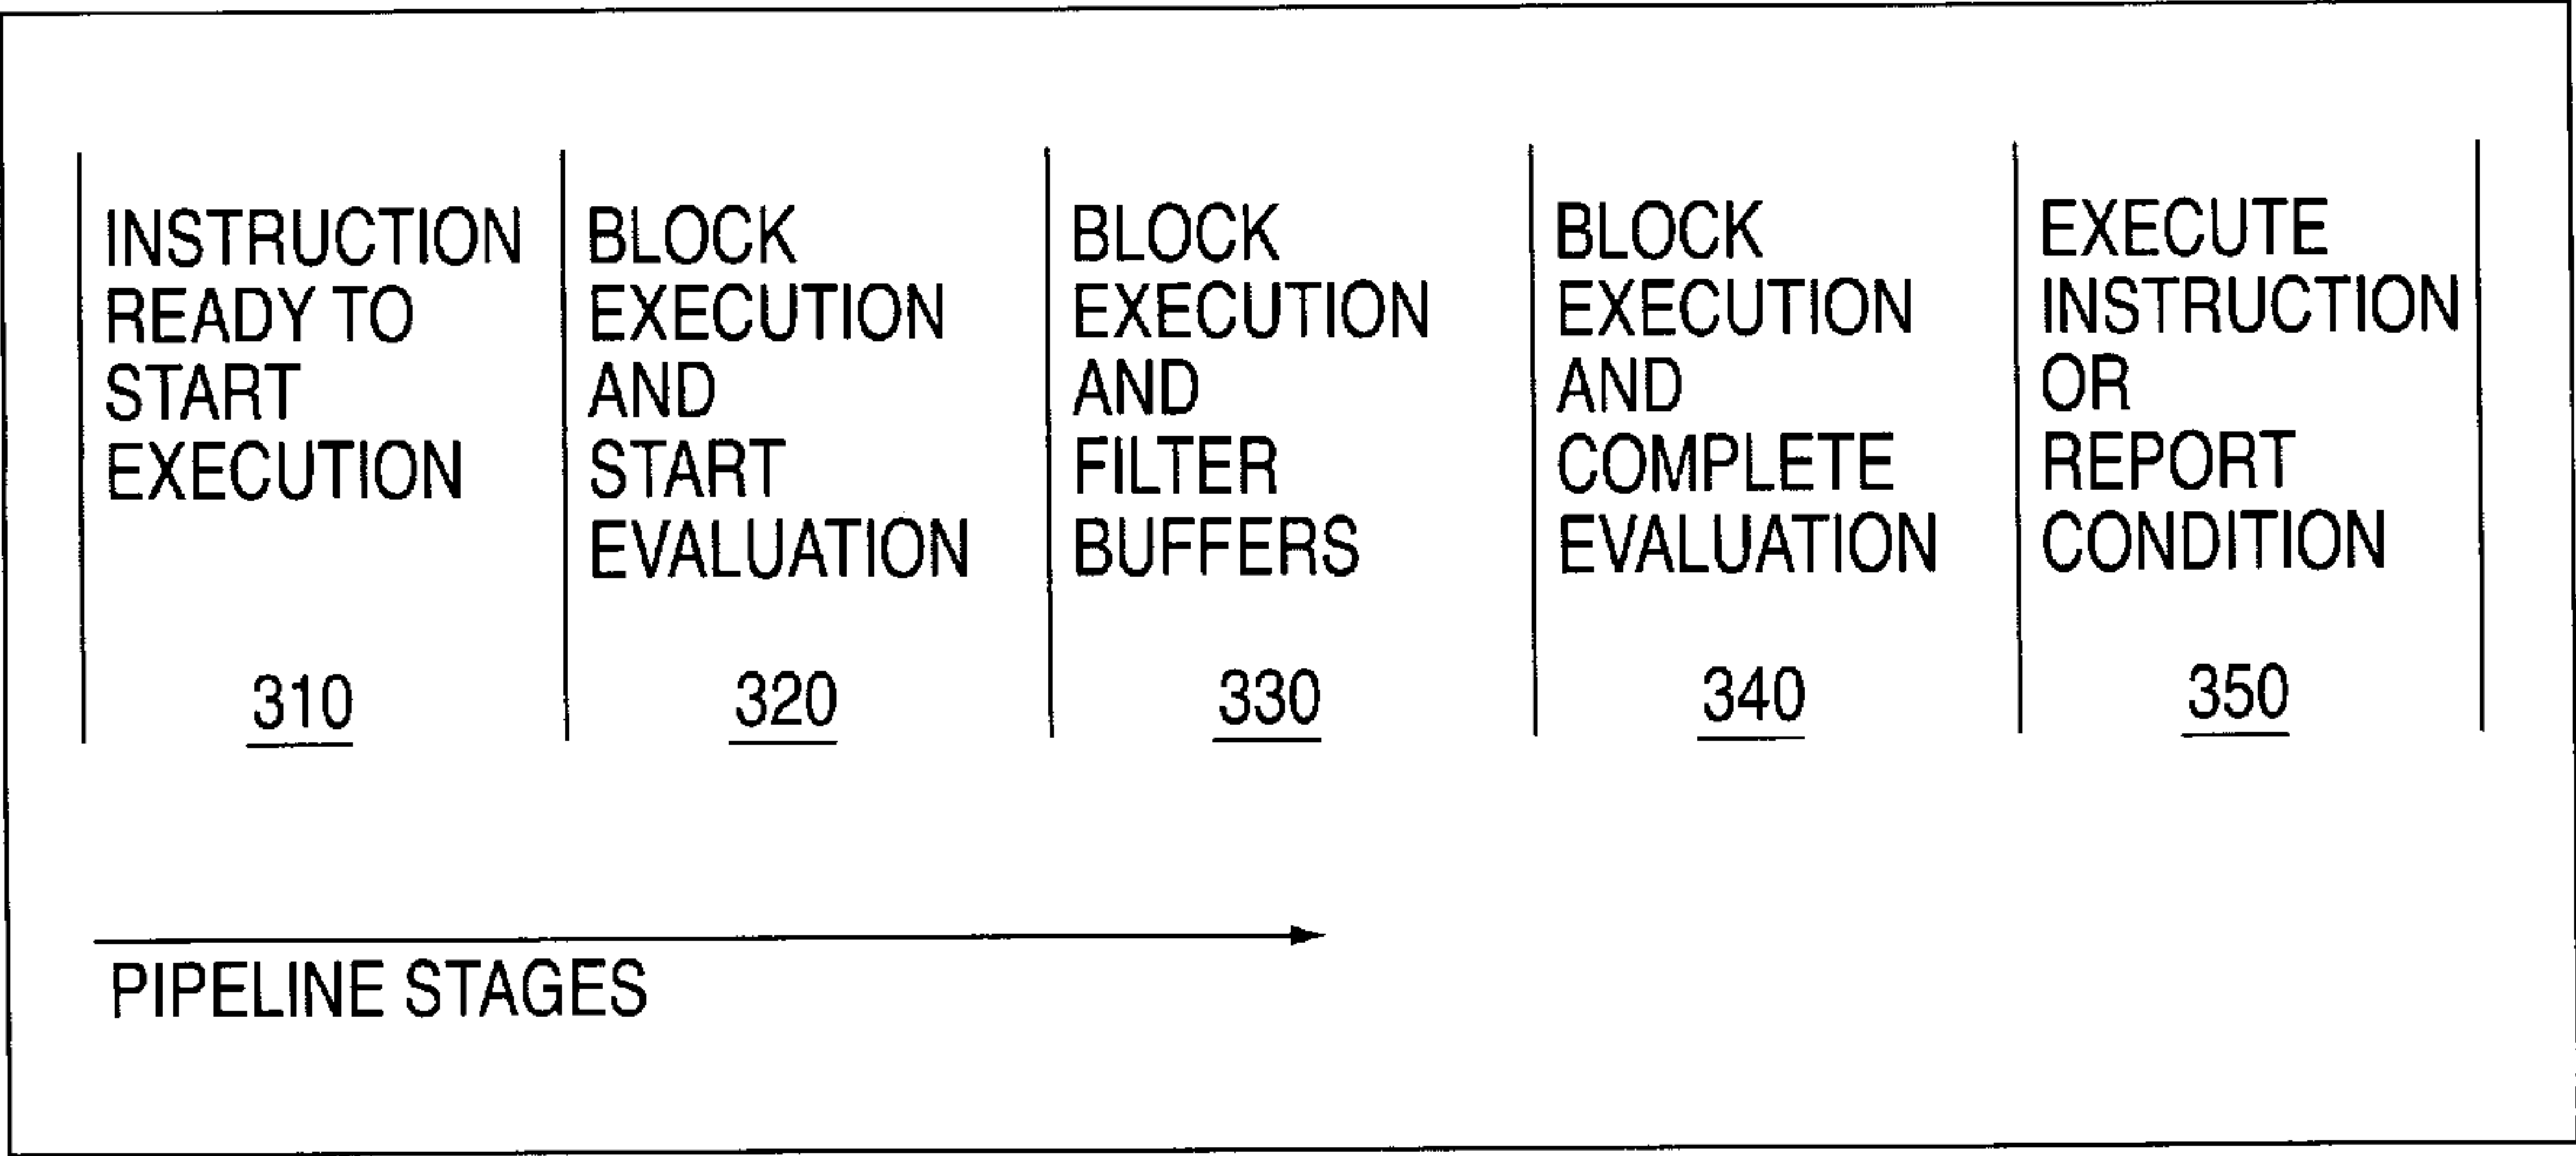 INSTRUCTION
READY TO
START
EXECUTION
310
BLOCK
EXECUTION
AND
START
EVALUATION
320
BLOCK
EXECUTION
AND
FILTER
BUFFERS
330
BLOCK
EXECUTION
AND
COMPLETE
EVALUATION
340
EXECUTE
INSTRUCTION
OR
REPORT
CONDITION
350
PIPELINE STAGES